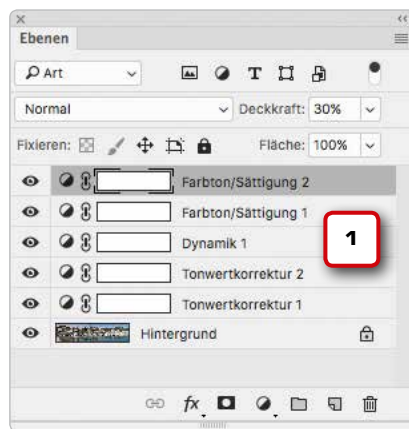 Ebenen
Art
T
Normal Deckkraft: 30%
Fixieren: Fläche: 100%
Farbton/Sättigung 2
Farbton/Sättigung 1
1
Dynamik 1
Tonwertkorrektur 2
Tonwertkorrektur 1
Hintergrund
fx